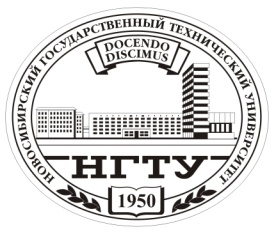 НОВОСИБИРСКИЙ ГОСУДАРСТВЕННЫЙ ТЕХНИЧЕСКИЙ УНИВЕРСИТЕТ
DOCENDO
DISCIMUS
НГТУ
1950